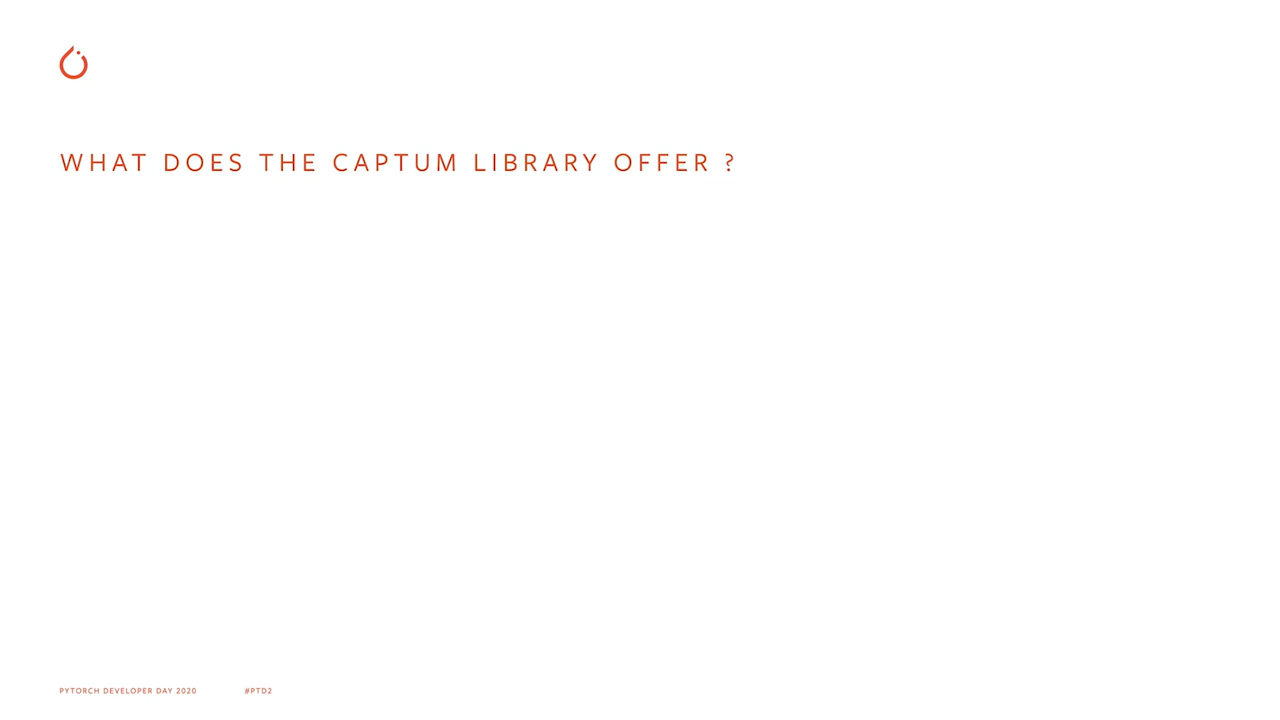 WHAT DOES THE CAPTUM LIBRARY OFFER ?
PYTORCH DEVELOPER DAY 2020 #PTD2